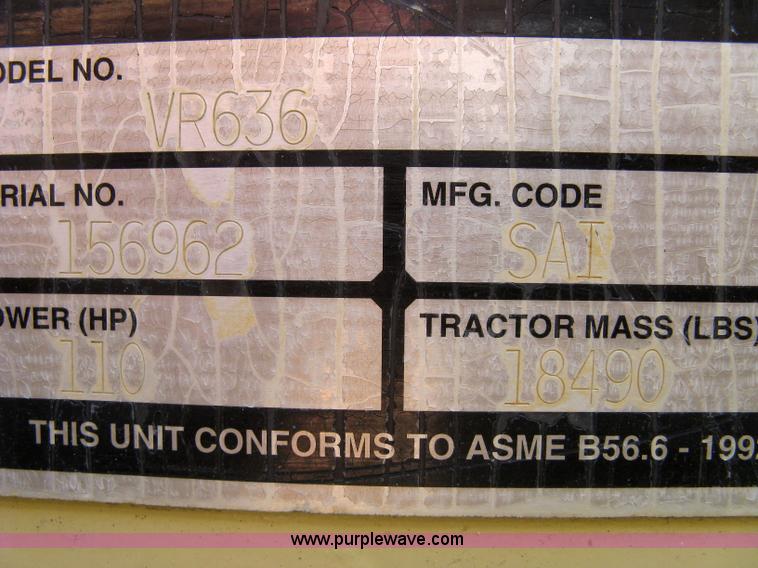 ODEL NO.
VR636
RIAL NO.
156962
MFG. CODE
SAI
OWER (HP)
110
TRACTOR MASS (LBS)
18490
THIS UNIT CONFORMS TO ASME B56.6 - 1992
www.purplewave.com